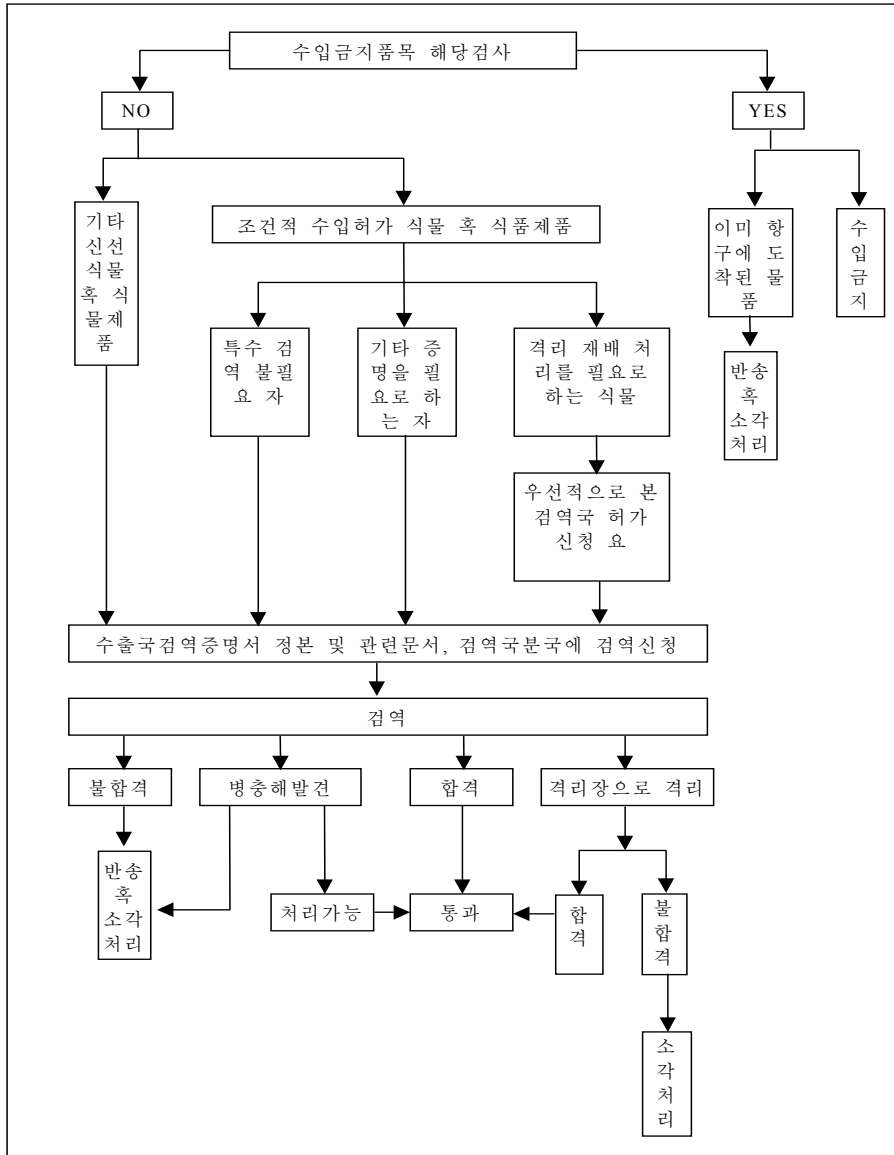 수입금지품목 해당검사
NO
YES
기타
신선
식물
혹 식
물제
품
조건적 수입허가 식물 혹 식품제품
이미 항
구에 도
착된 물
품
수
입
금
지
특수 검
역 불필
요 자
기타 증
명을 필
요로 하
는 자
격리 재배 처
리를 필요로
하는 식물
반송
혹
소각
처리
우선적으로 본
검역국 허가
신청 요
수출국검역증명서 정본 및 관련문서, 검역국분국에 검역신청
검역
불합격
병충해발견
합격
격리장으로 격리
반송
혹
소각
처리
처리가능
통과
합
격
불
합
격
소
각
처
리